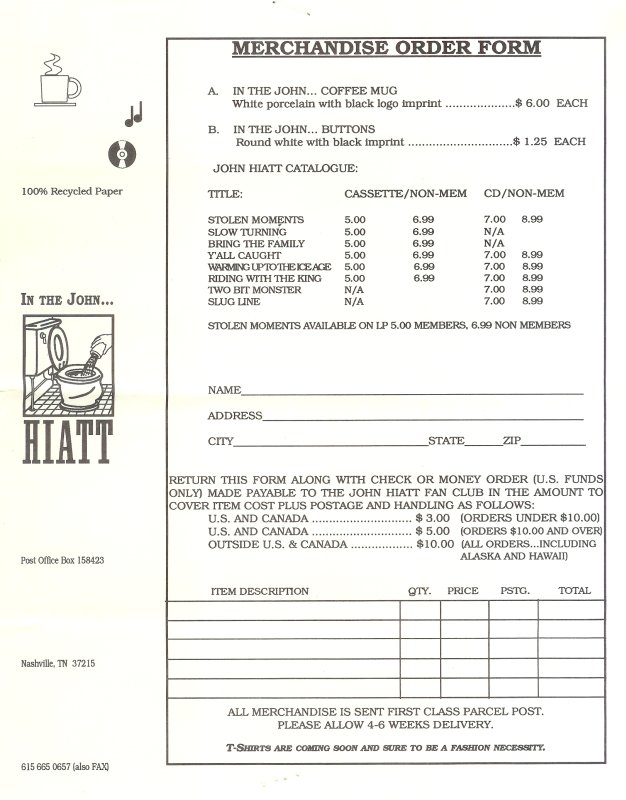 MERCHANDISE ORDER FORM
A. IN THE JOHN... COFFEE MUG
White porcelain with black logo imprint ...................$ 6.00 EACH
B. IN THE JOHN... BUTTONS
Round white with black imprint .............................$ 1.25 EACH
JOHN HIATT CATALOGUE:
100% Recycled Paper
TITLE: CASSETTE/NON-MEM CD/NON-MEM
STOLEN MOMENTS 5.00 6.99 7.00 8.99
SLOW TURNING 5.00 6.99 N/A
BRING THE FAMILY 5.00 6.99 N/A
Y'ALL CAUGHT 5.00 6.99 7.00 8.99
WARMING UP TO THE ICE AGE 5.00 6.99 7.00 8.99
RIDING WITH THE KING 5.00 6.99 7.00 8.99
TWO BIT MONSTER N/A 7.00 8.99
SLUG LINE N/A 7.00 8.99
STOLEN MOMENTS AVAILABLE ON LP 5.00 MEMBERS, 6.99 NON MEMBERS
IN THE JOHN...
HIATT
NAME
ADDRESS
CITY STATE ZIP
RETURN THIS FORM ALONG WITH CHECK OR MONEY ORDER (U.S. FUNDS
ONLY) MADE PAYABLE TO THE JOHN HIATT FAN CLUB IN THE AMOUNT TO
COVER ITEM COST PLUS POSTAGE AND HANDLING AS FOLLOWS:
U.S. AND CANADA ............................ $ 3.00 (ORDERS UNDER $10.00)
U.S. AND CANADA ............................ $ 5.00 (ORDERS $10.00 AND OVER)
OUTSIDE U.S. & CANADA ................. $10.00 (ALL ORDERS...INCLUDING
ALASKA AND HAWAII)
Post Office Box 158423
ITEM DESCRIPTION QTY. PRICE PSTG. TOTAL
Nashville, TN 37215
ALL MERCHANDISE IS SENT FIRST CLASS PARCEL POST.
PLEASE ALLOW 4-6 WEEKS DELIVERY.
T-SHIRTS ARE COMING SOON AND SURE TO BE A FASHION NECESSITY.
615 665 0657 (also FAX)